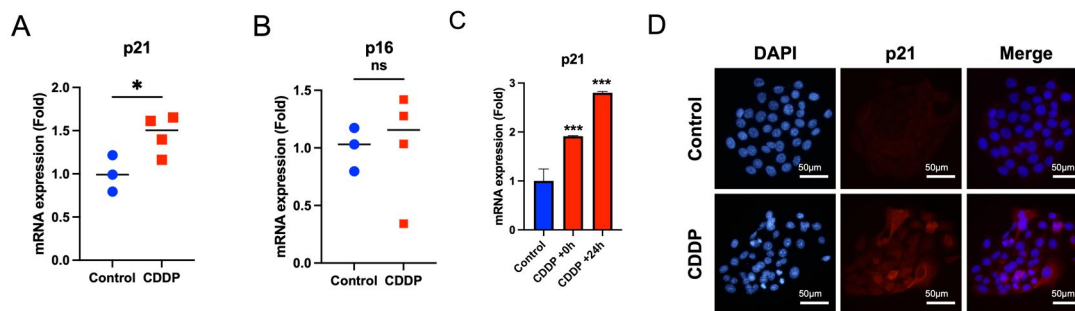 A
p21
*
mRNA expression (Fold)
2.0
1.5
1.0
0.5
0.0
Control CDDP
B
p16
ns
mRNA expression (Fold)
1.5
1.0
0.5
0.0
Control CDDP
C
p21
***
***
mRNA expression (Fold)
3
2
1
0
Control
CDDP +0h
CDDP +24h
D
DAPI p21 Merge
Control
50μm 50μm 50μm
CDDP
50μm 50μm 50μm